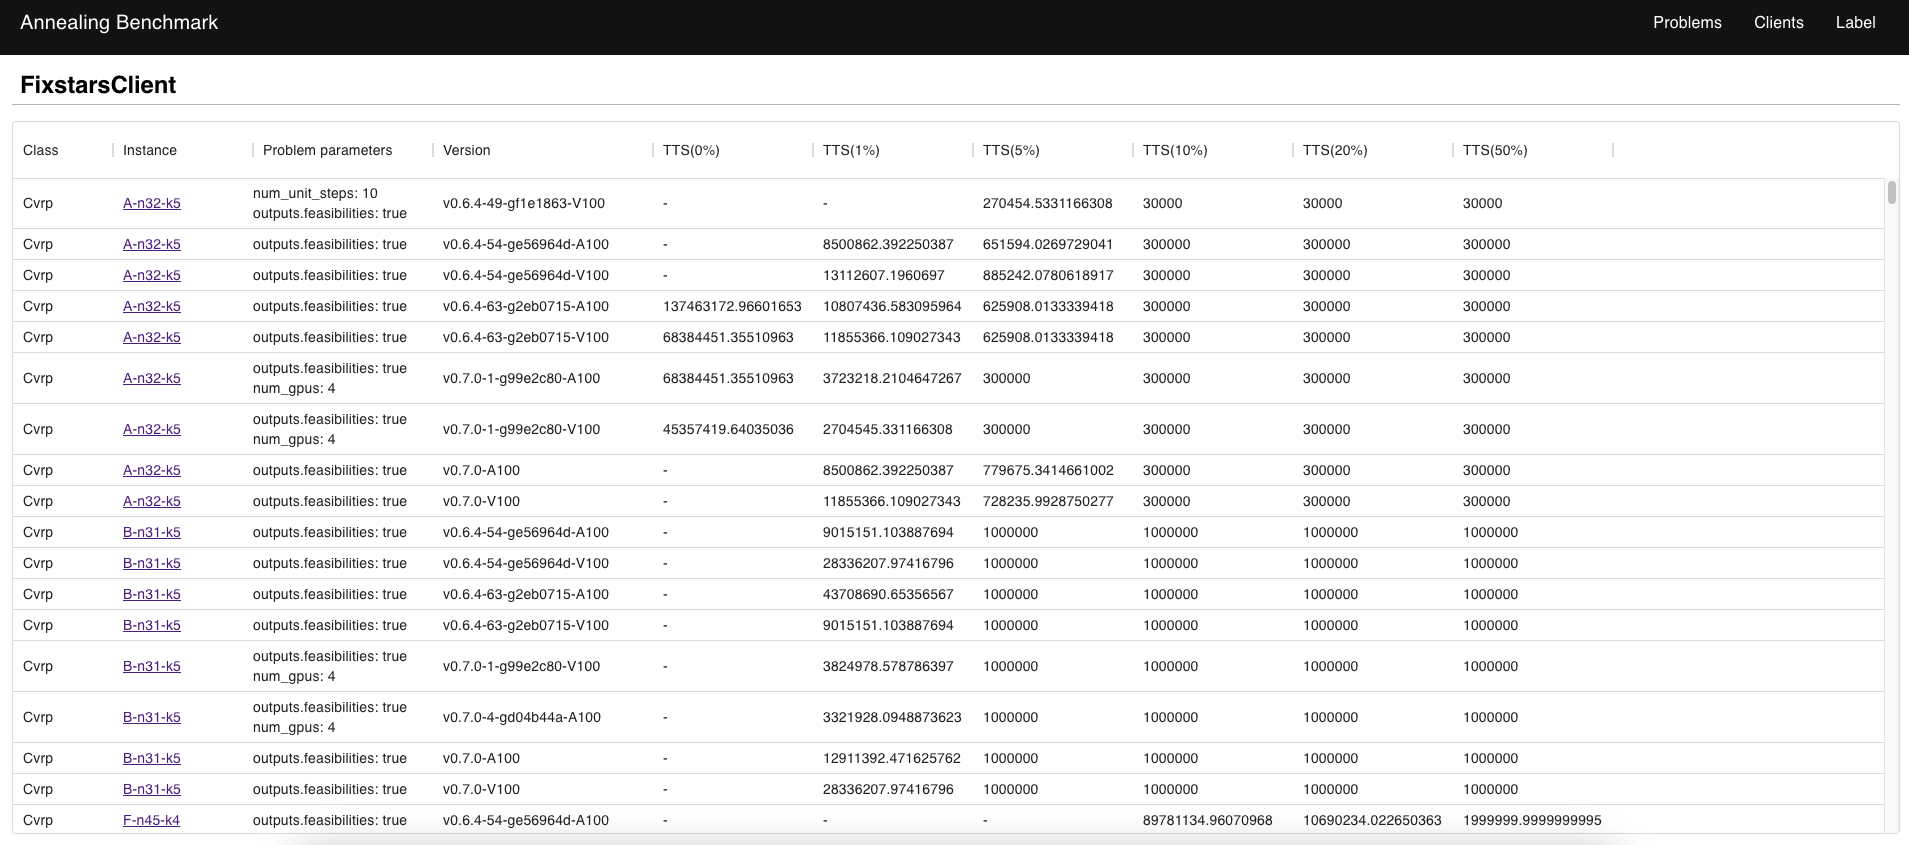 Annealing Benchmark Problems Clients Label
FixstarsClient
Class Instance Problem parameters Version TTS(0%) TTS(1%) TTS(5%) TTS(10%) TTS(20%) TTS(50%)
num_unit_steps: 10
Cvrp A-n32-k5 v0.6.4-49-gf1e1863-V100 - - 270454.5331166308 30000 30000 30000
outputs.feasibilities: true
Cvrp A-n32-k5 outputs.feasibilities: true v0.6.4-54-ge56964d-A100 - 8500862.392250387 651594.0269729041 300000 300000 300000
Cvrp A-n32-k5 outputs.feasibilities: true v0.6.4-54-ge56964d-V100 - 13112607.1960697 885242.0780618917 300000 300000 300000
Cvrp A-n32-k5 outputs.feasibilities: true v0.6.4-63-g2eb0715-A100 137463172.96601653 10807436.583095964 625908.0133339418 300000 300000 300000
Cvrp A-n32-k5 outputs.feasibilities: true v0.6.4-63-g2eb0715-V100 68384451.35510963 11855366.109027343 625908.0133339418 300000 300000 300000
outputs.feasibilities: true
Cvrp A-n32-k5 v0.7.0-1-g99e2c80-A100 68384451.35510963 3723218.2104647267 300000 300000 300000 300000
num_gpus: 4
outputs.feasibilities: true
Cvrp A-n32-k5 v0.7.0-1-g99e2c80-V100 45357419.64035036 2704545.331166308 300000 300000 300000 300000
num_gpus: 4
Cvrp A-n32-k5 outputs.feasibilities: true v0.7.0-A100 - 8500862.392250387 779675.3414661002 300000 300000 300000
Cvrp A-n32-k5 outputs.feasibilities: true v0.7.0-V100 - 11855366.109027343 728235.9928750277 300000 300000 300000
Cvrp B-n31-k5 outputs.feasibilities: true v0.6.4-54-ge56964d-A100 - 9015151.103887694 1000000 1000000 1000000 1000000
Cvrp B-n31-k5 outputs.feasibilities: true v0.6.4-54-ge56964d-V100 - 28336207.97416796 1000000 1000000 1000000 1000000
Cvrp B-n31-k5 outputs.feasibilities: true v0.6.4-63-g2eb0715-A100 - 43708690.65356567 1000000 1000000 1000000 1000000
Cvrp B-n31-k5 outputs.feasibilities: true v0.6.4-63-g2eb0715-V100 - 9015151.103887694 1000000 1000000 1000000 1000000
outputs.feasibilities: true
Cvrp B-n31-k5 v0.7.0-1-g99e2c80-V100 - 3824978.578786397 1000000 1000000 1000000 1000000
num_gpus: 4
outputs.feasibilities: true
Cvrp B-n31-k5 v0.7.0-4-gd04b44a-A100 - 3321928.0948873623 1000000 1000000 1000000 1000000
num_gpus: 4
Cvrp B-n31-k5 outputs.feasibilities: true v0.7.0-A100 - 12911392.471625762 1000000 1000000 1000000 1000000
Cvrp B-n31-k5 outputs.feasibilities: true v0.7.0-V100 - 28336207.97416796 1000000 1000000 1000000 1000000
Cvrp F-n45-k4 outputs.feasibilities: true v0.6.4-54-ge56964d-A100 - - - 89781134.96070968 10690234.022650363 1999999.9999999995